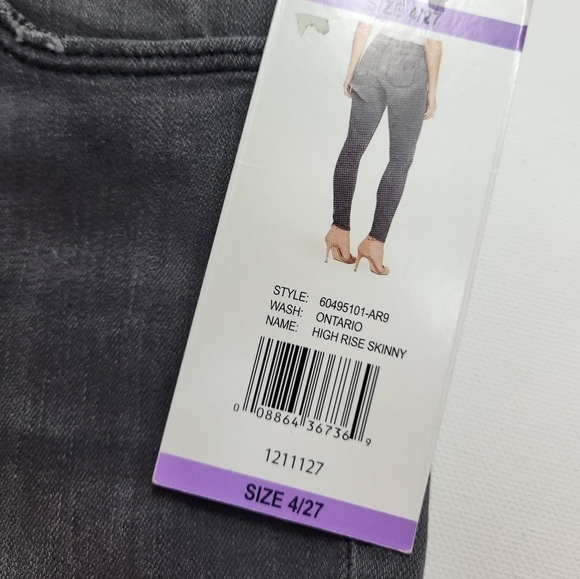 SIZE 4/27
STYLE: 60495101-AR9
WASH: ONTARIO
NAME: HIGH RISE SKINNY
0 08864 36736 9
1211127
SIZE 4/27